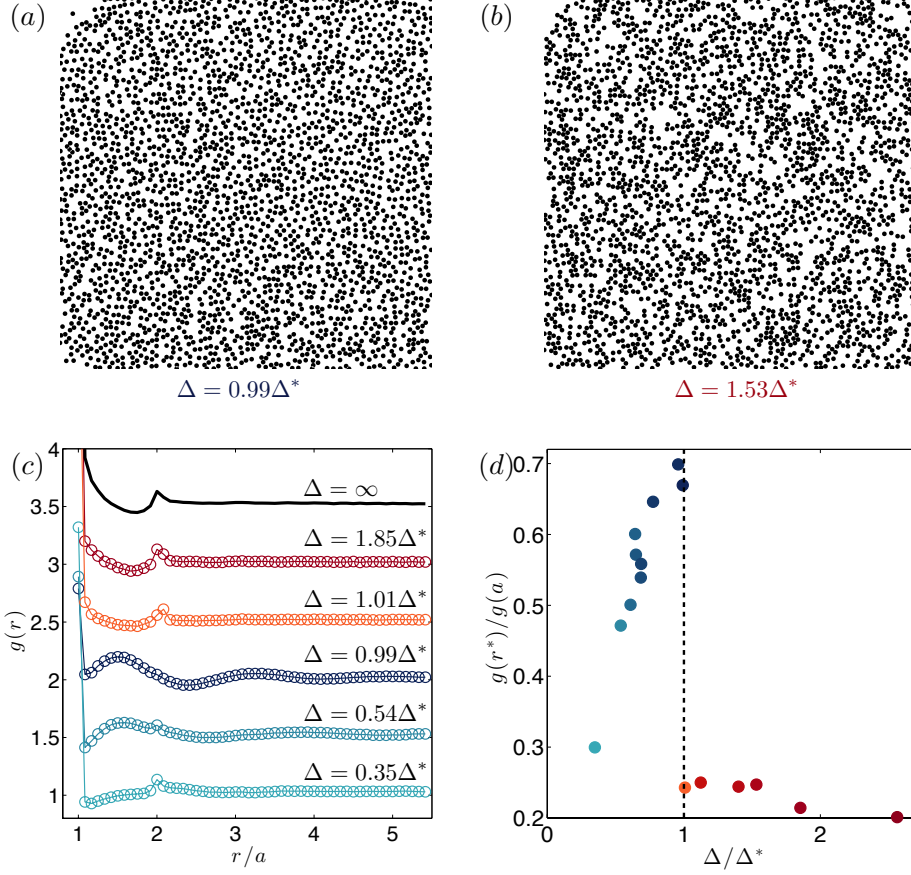 (a)
(b)
Δ = 0.99Δ*
Δ = 1.53Δ*
(c)
4
3.5
3
2.5
2
1.5
1
g(r)
Δ = ∞
Δ = 1.85Δ*
Δ = 1.01Δ*
Δ = 0.99Δ*
Δ = 0.54Δ*
Δ = 0.35Δ*
1 2 3 4 5
r/a
(d)
0.7
0.6
0.5
0.4
0.3
0.2
g(r*)/g(a)
0 1 2
Δ/Δ*